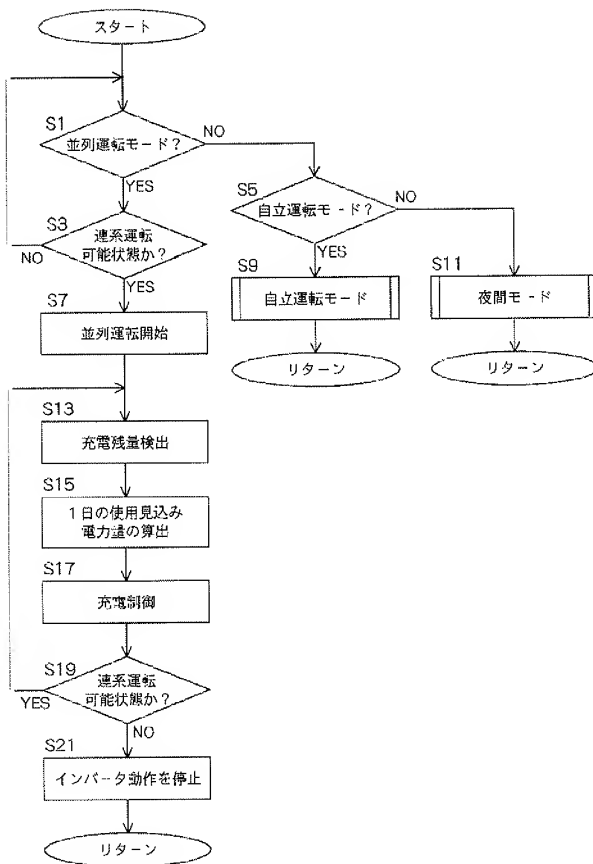 スタート
S1
並列運転モード?
NO
YES
S5
自立運転モード?
NO
YES
S3
連系運転
可能状態か?
NO
YES
S9
自立運転モード
S11
夜間モード
S7
並列運転開始
リターン
リターン
S13
充電残量検出
S15
1日の使用見込み
電力量の算出
S17
充電制御
S19
連系運転
可能状態か?
YES
NO
S21
インバータ動作を停止
リターン